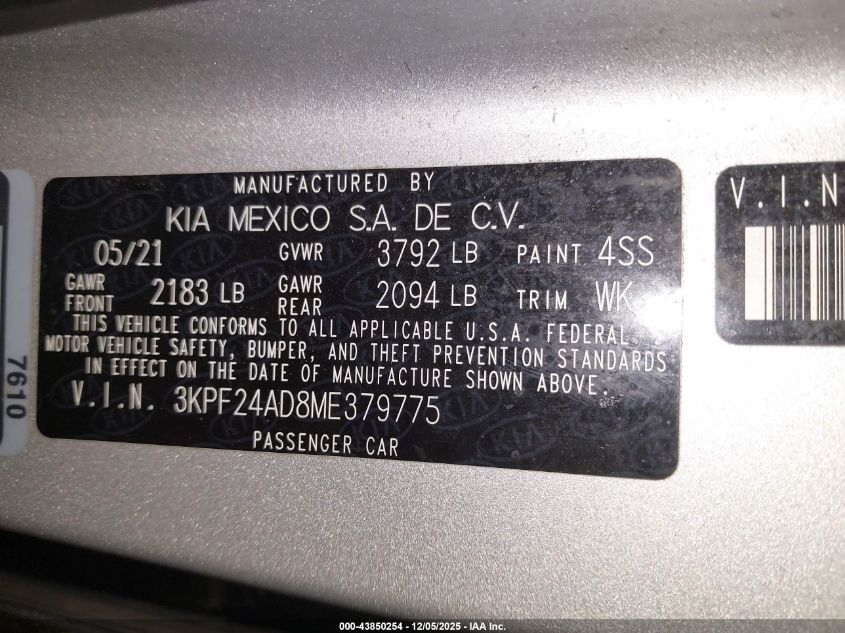 MANUFACTURED BY
KIA MEXICO S.A. DE C.V.
05/21 GVWR 3792 LB PAINT 4SS
GAWR FRONT 2183 LB GAWR REAR 2094 LB TRIM WK
THIS VEHICLE CONFORMS TO ALL APPLICABLE U.S.A. FEDERAL
MOTOR VEHICLE SAFETY, BUMPER, AND THEFT PREVENTION STANDARDS
IN EFFECT ON THE DATE OF MANUFACTURE SHOWN ABOVE.
V.I.N. 3KPF24AD8ME379775
PASSENGER CAR
V.I.N
7610
000-43850254 - 12/05/2025 - IAA Inc.